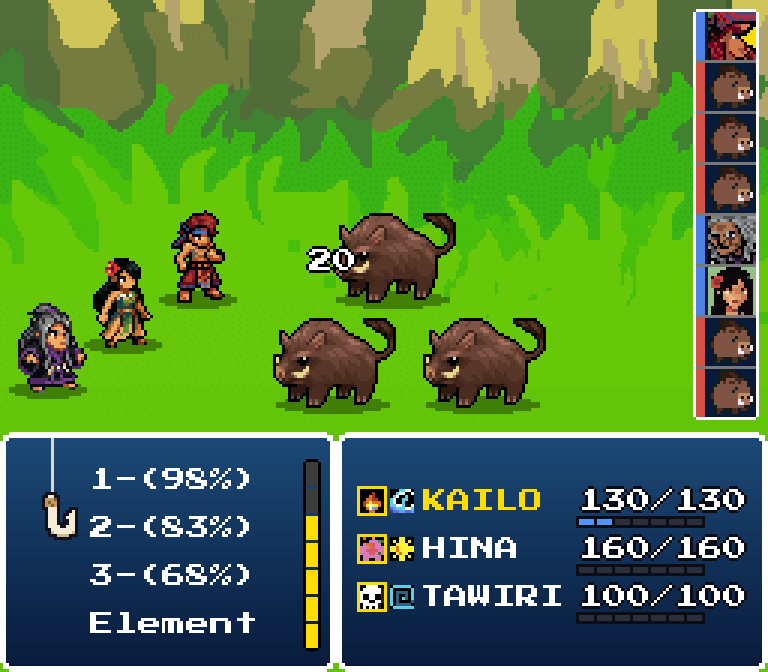 20
1-(98%)
2-(83%)
3-(68%)
Element
KAILO 130/130
HINA 160/160
TAWIRI 100/100